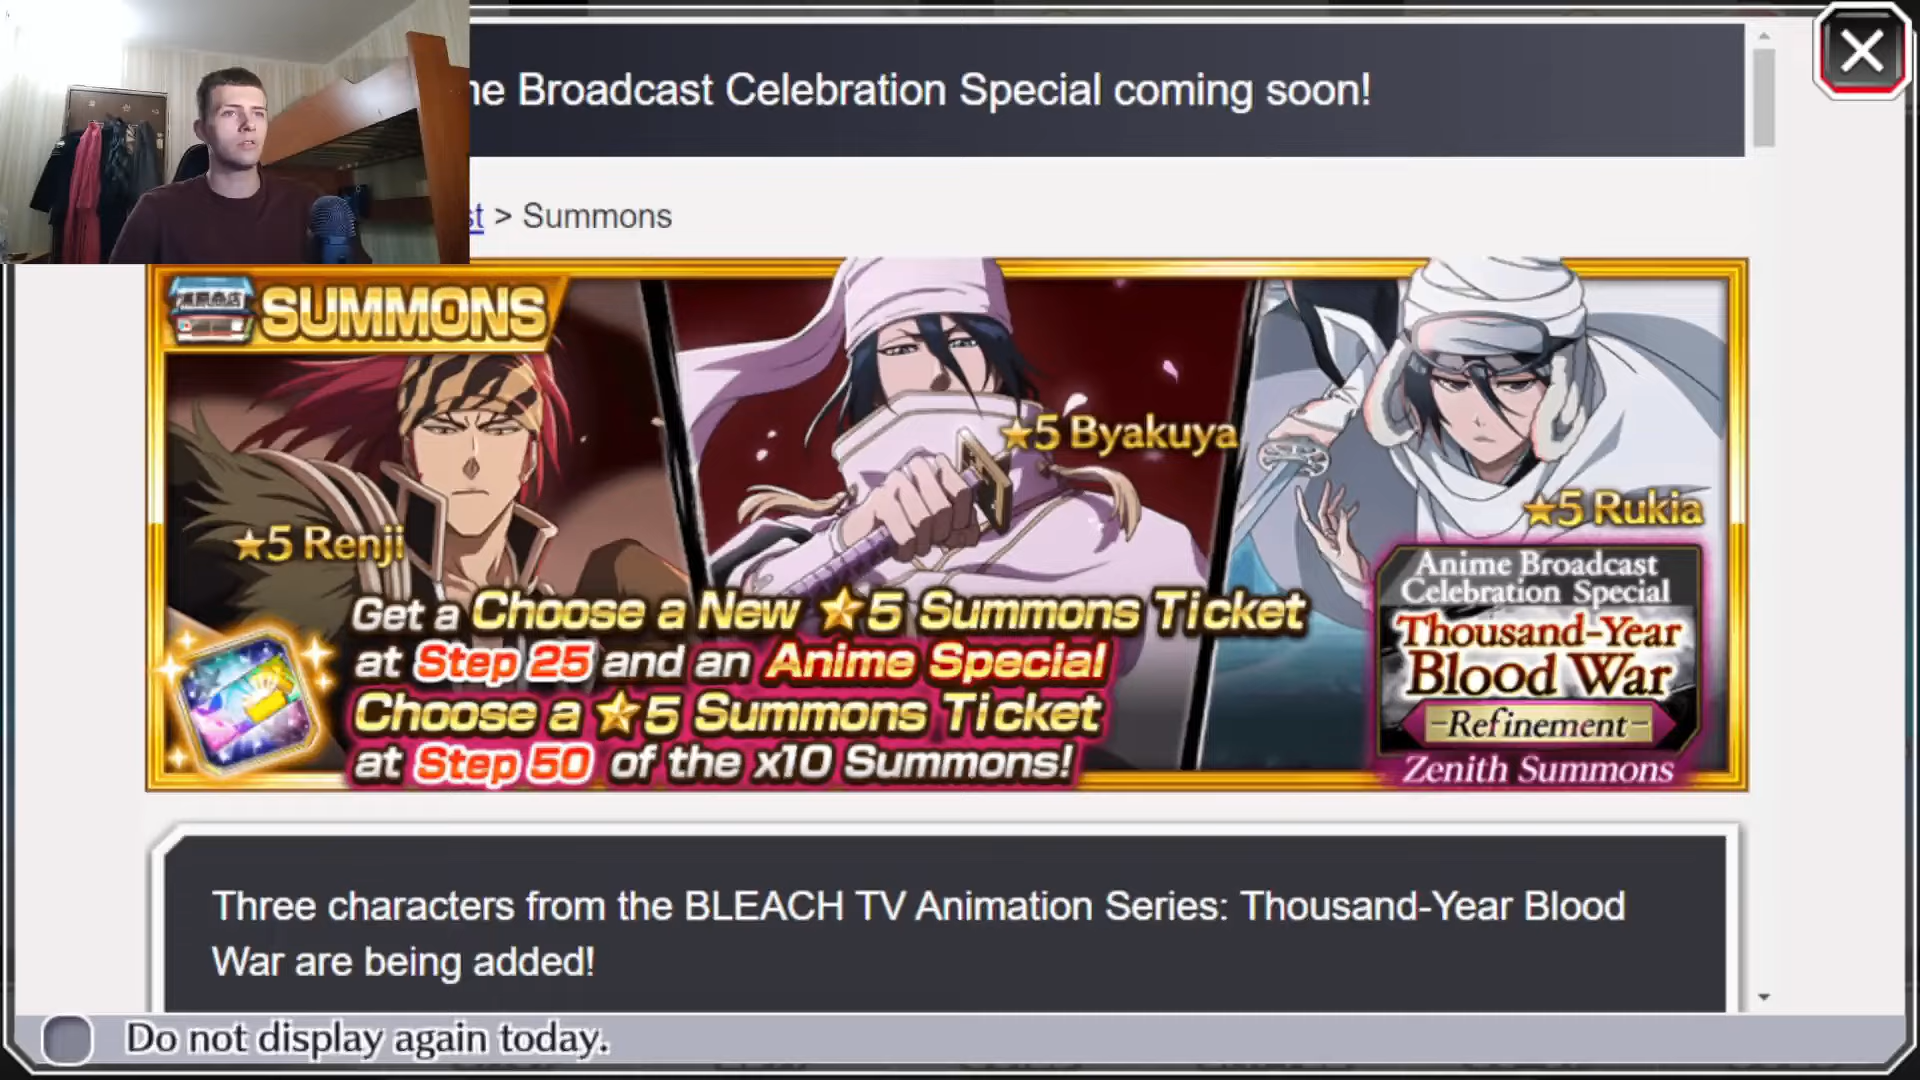 Broadcast Celebration Special coming soon!
> Summons
SUMMONS
★5 Renji
★5 Byakuya
★5 Rukia
Get a Choose a New ★5 Summons Ticket
at Step 25 and an Anime Special
Choose a ★5 Summons Ticket
at Step 50 of the x10 Summons!
Anime Broadcast
Celebration Special
Thousand-Year
Blood War
-Refinement-
Zenith Summons
Three characters from the BLEACH TV Animation Series: Thousand-Year Blood
War are being added!
Do not display again today.